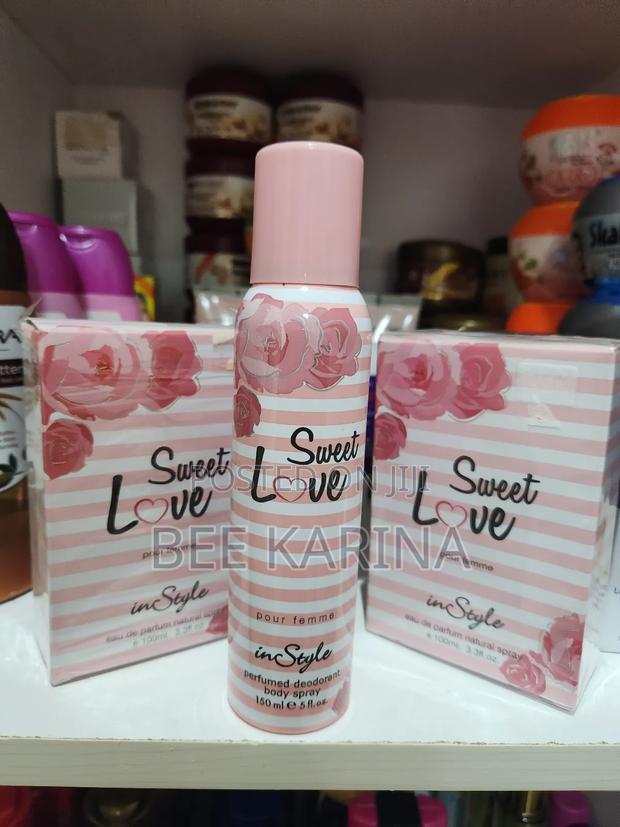 Sweet
Love
pour femme
inStyle
eau de parfum natural spray
e 100ml 3.3fl oz
Sweet
Love
pour femme
inStyle
perfumed deodorant
body spray
150 ml e 5 fl.oz.
Sweet
Love
pour femme
inStyle
eau de parfum natural spray
e 100ml 3.3fl oz
POSTED ON JIJI
BEE KARINA